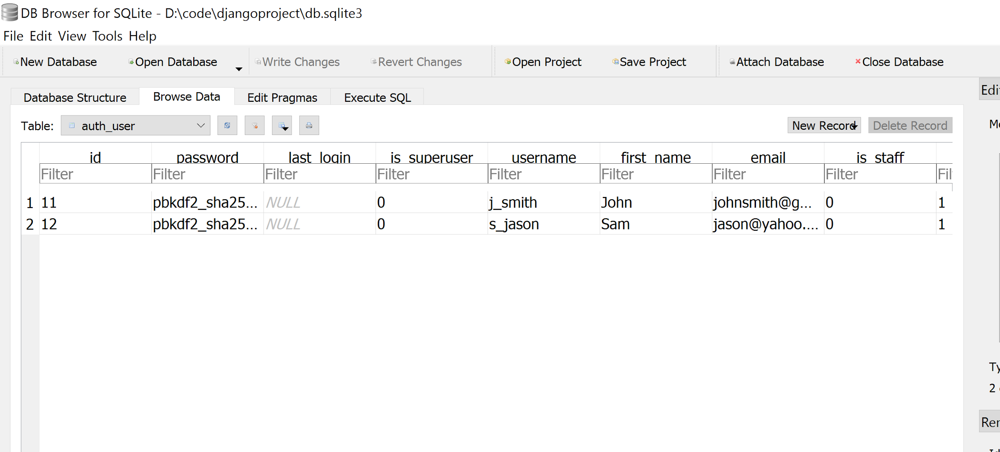 DB Browser for SQLite - D:\code\djangoproject\db.sqlite3
File Edit View Tools Help
New Database Open Database Write Changes Revert Changes Open Project Save Project Attach Database Close Database
Database Structure Browse Data Edit Pragmas Execute SQL
Table: auth_user New Record Delete Record
id password last_login is_superuser username first_name email is_staff
Filter Filter Filter Filter Filter Filter Filter Filter Fil
1 11 pbkdf2_sha25... NULL 0 j_smith John johnsmith@g... 0 1
2 12 pbkdf2_sha25... NULL 0 s_jason Sam jason@yahoo.... 0 1
2